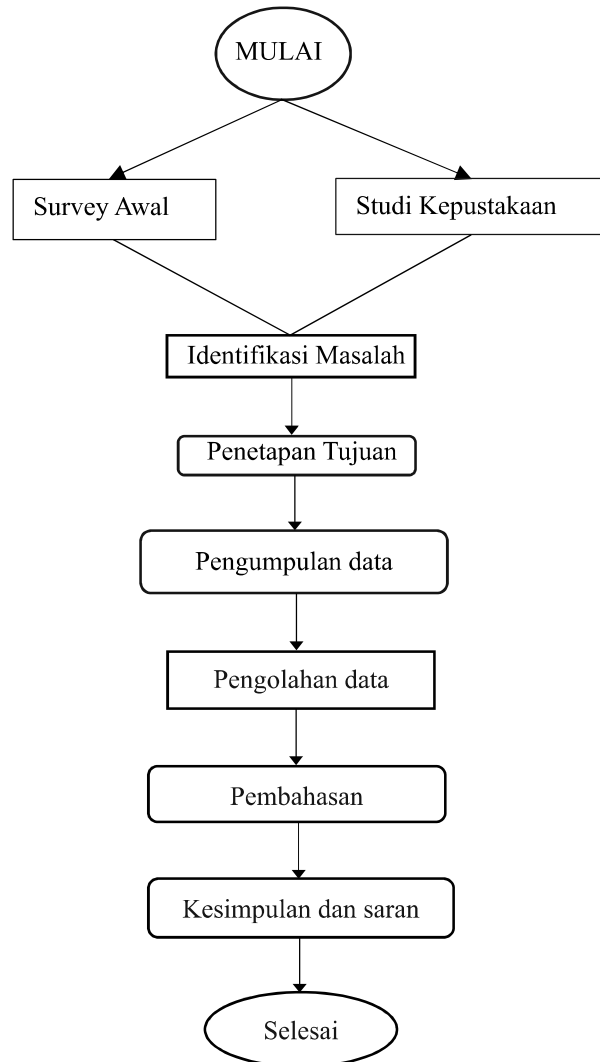 MULAI
Survey Awal
Studi Kepustakaan
Identifikasi Masalah
Penetapan Tujuan
Pengumpulan data
Pengolahan data
Pembahasan
Kesimpulan dan saran
Selesai